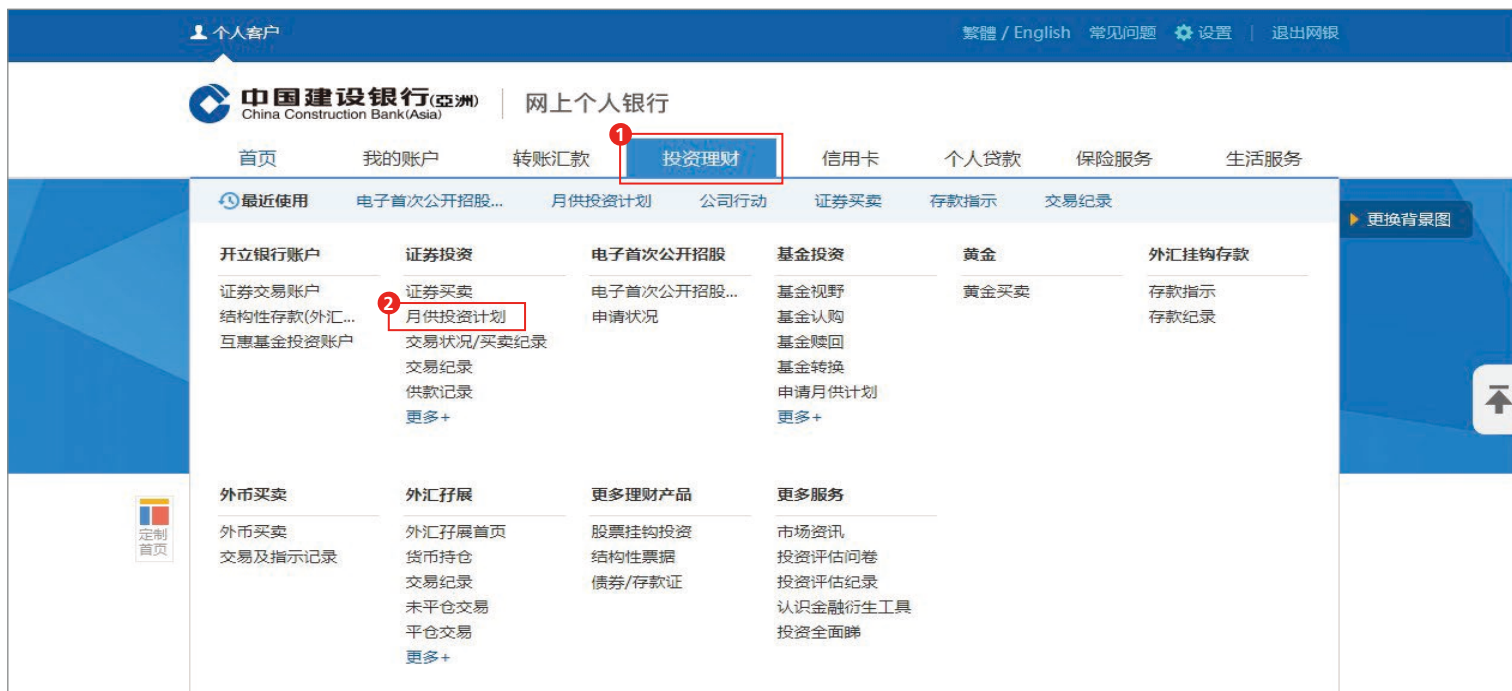 个人客户 繁體 / English 常见问题 设置 | 退出网银
中国建设银行(亞洲) 网上个人银行
China Construction Bank(Asia)
1
首页 我的账户 转账汇款 投资理财 信用卡 个人贷款 保险服务 生活服务
最近使用 电子首次公开招股... 月供投资计划 公司行动 证券买卖 存款指示 交易纪录
更换背景图
开立银行账户
证券交易账户
结构性存款(外汇...
互惠基金投资账户
证券投资
证券买卖
2
月供投资计划
交易状况/买卖纪录
交易纪录
供款记录
更多+
电子首次公开招股
电子首次公开招股...
申请状况
基金投资
基金视野
基金认购
基金赎回
基金转换
申请月供计划
更多+
黄金
黄金买卖
外汇挂钩存款
存款指示
存款纪录
定制
首页
外币买卖
外币买卖
交易及指示记录
外汇孖展
外汇孖展首页
货币持仓
交易纪录
未平仓交易
平仓交易
更多+
更多理财产品
股票挂钩投资
结构性票据
债券/存款证
更多服务
市场资讯
投资评估问卷
投资评估纪录
认识金融衍生工具
投资全面睇